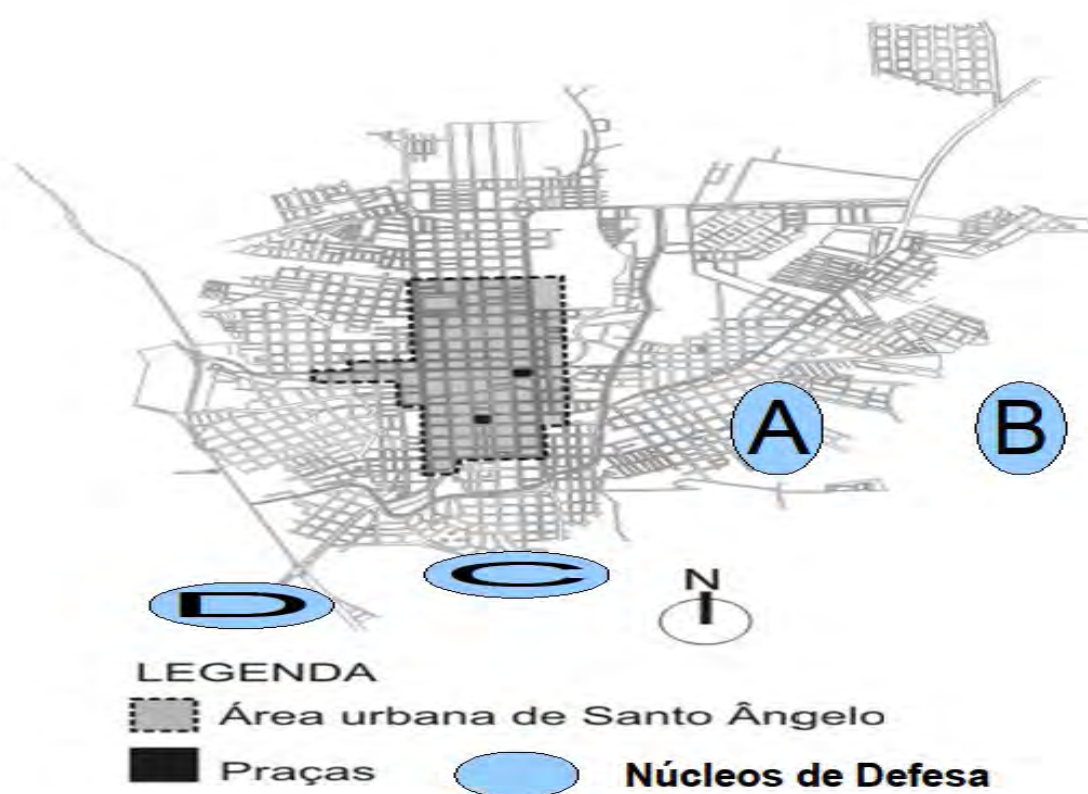 A
B
C
D
N
LEGENDA
Área urbana de Santo Ângelo
Praças
Núcleos de Defesa